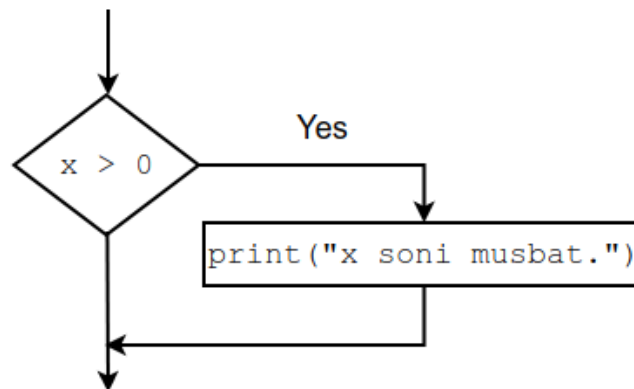 Yes
x > 0
print("x soni musbat.")